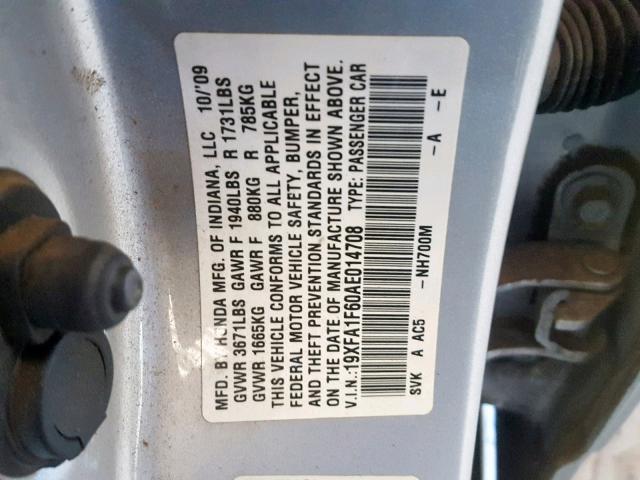 MFD. BY HONDA MFG. OF INDIANA, LLC 10/'09
GVWR 3671LBS GAWR F 1940LBS R 1731LBS
GVWR 1665KG GAWR F 880KG R 785KG
THIS VEHICLE CONFORMS TO ALL APPLICABLE
FEDERAL MOTOR VEHICLE SAFETY, BUMPER,
AND THEFT PREVENTION STANDARDS IN EFFECT
ON THE DATE OF MANUFACTURE SHOWN ABOVE.
V.I.N.:19XFA1F60AE014708 TYPE: PASSENGER CAR
SVK A AC5 -NH700M -A -E